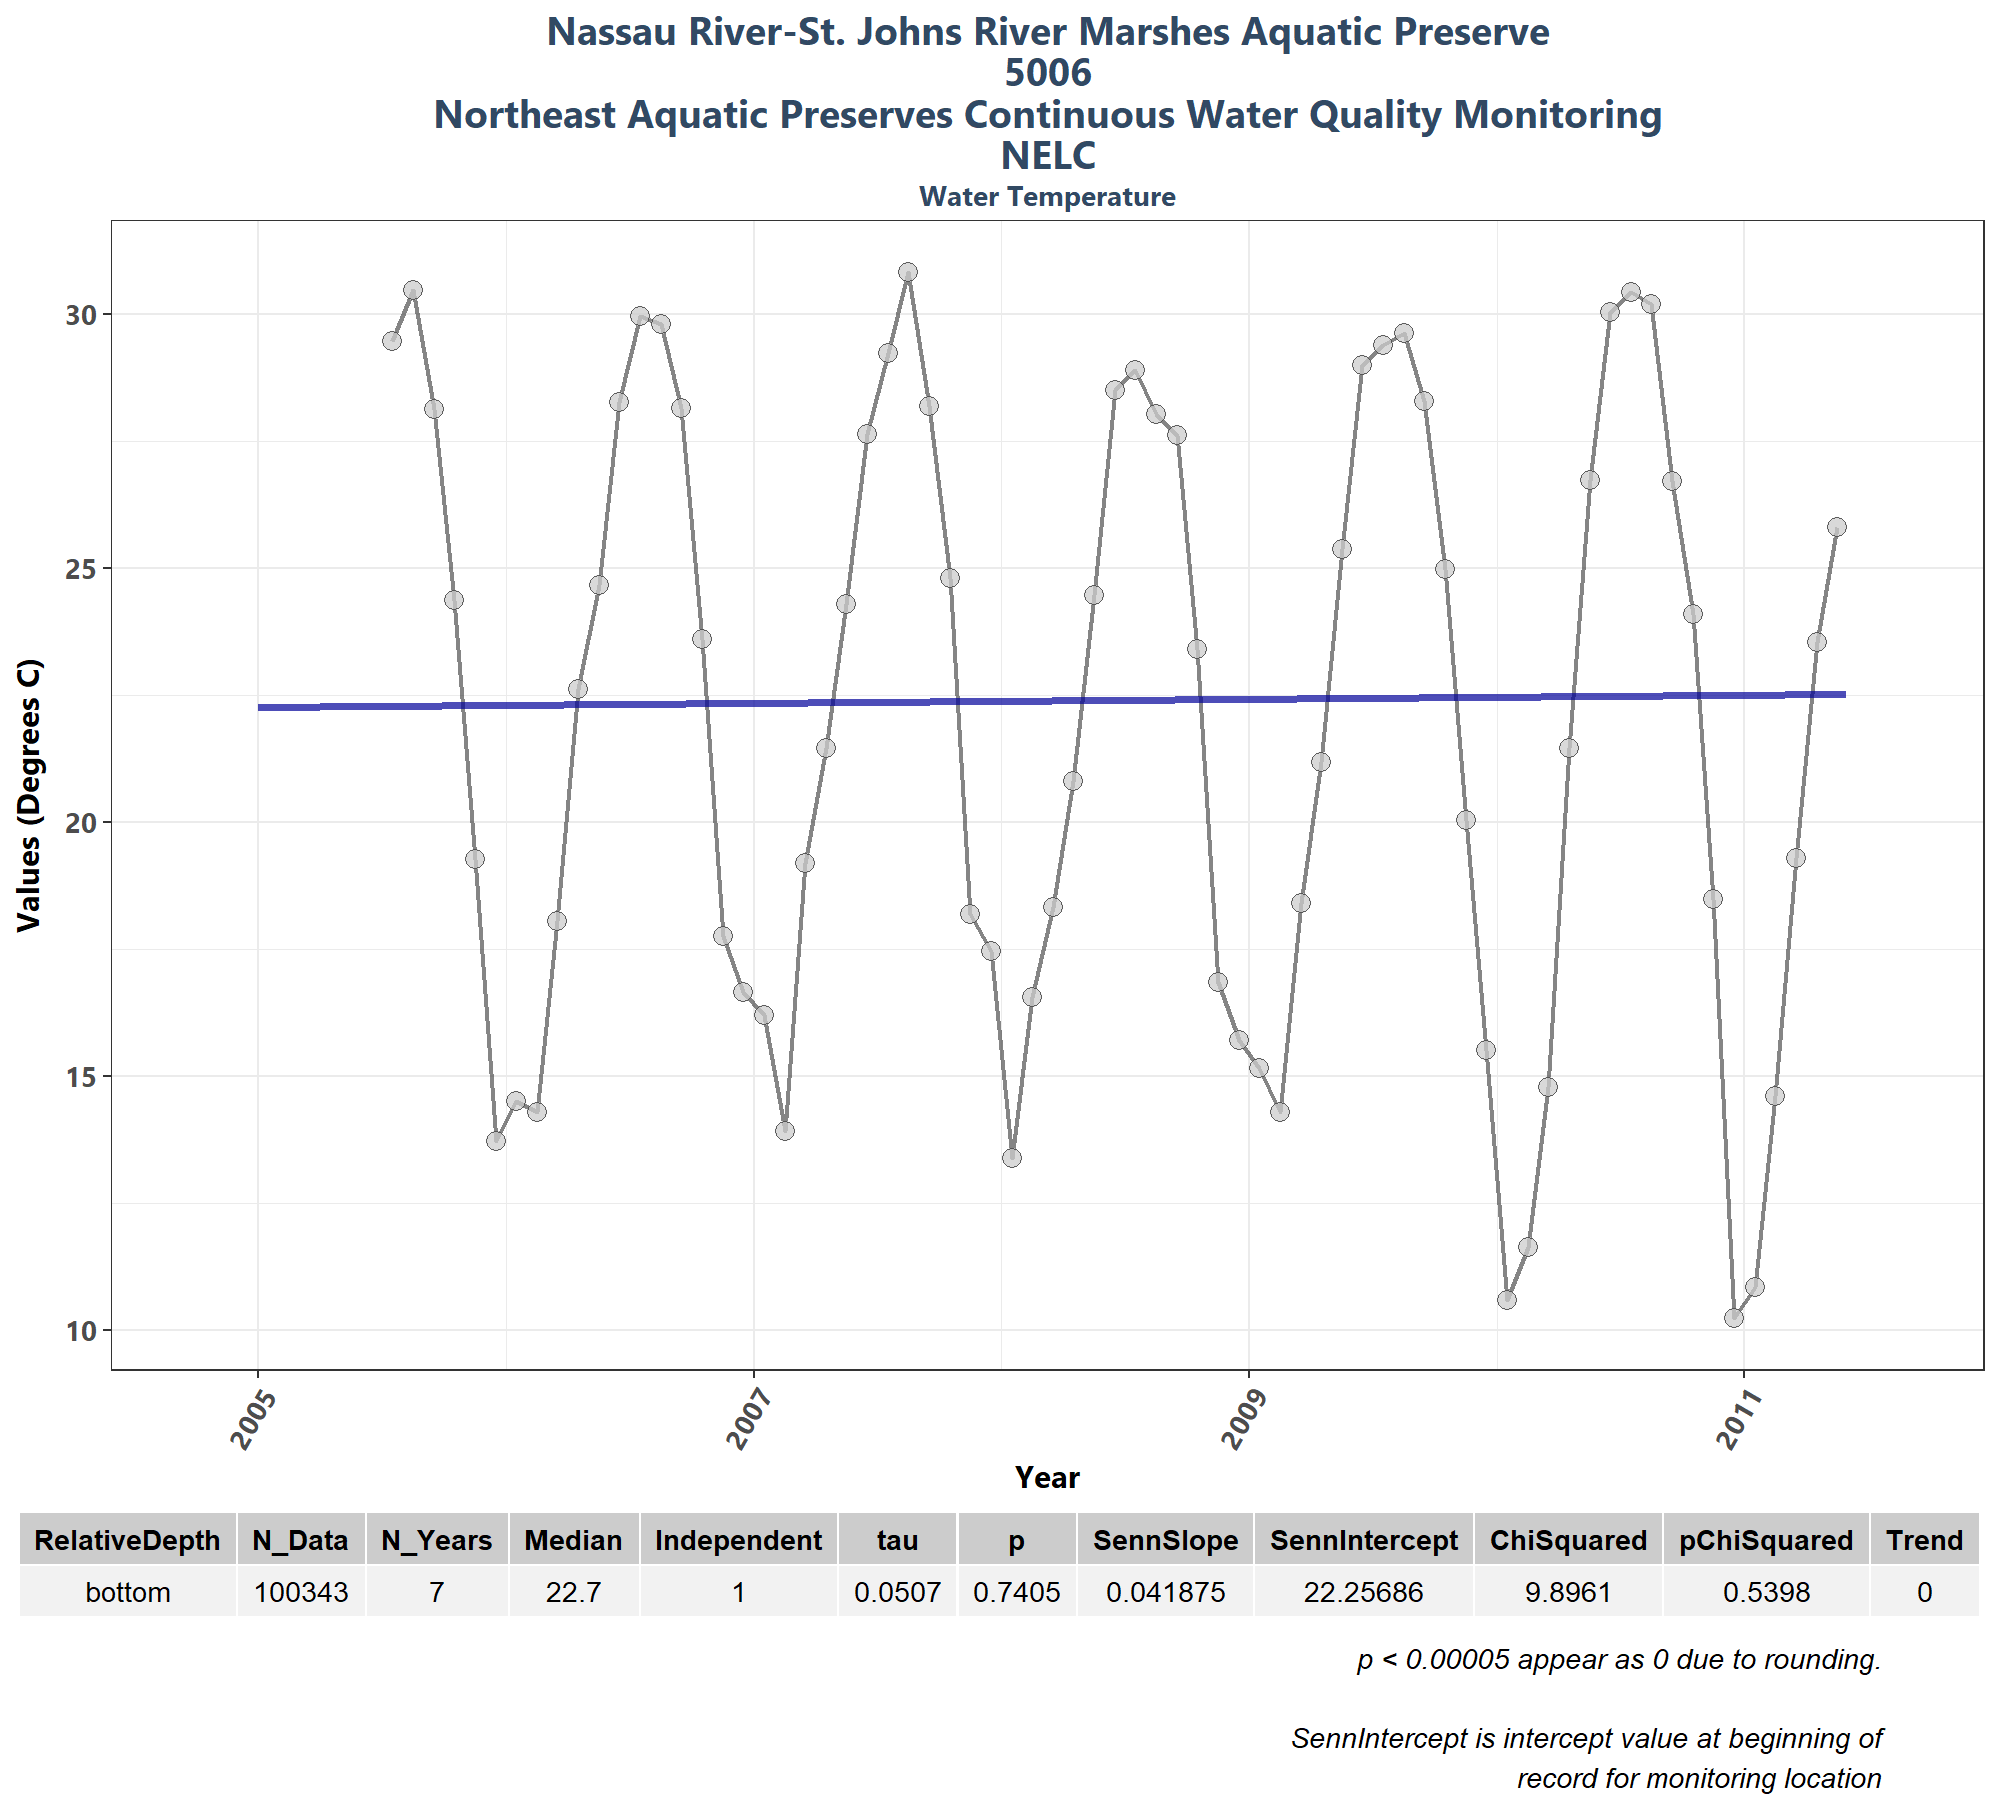 Nassau River-St. Johns River Marshes Aquatic Preserve
5006
Northeast Aquatic Preserves Continuous Water Quality Monitoring
NELC
Water Temperature
Values (Degrees C)
30
25
20
15
10
2005
2007
2009
2011
Year
RelativeDepth N_Data N_Years Median Independent tau p SennSlope SennIntercept ChiSquared pChiSquared Trend
bottom 100343 7 22.7 1 0.0507 0.7405 0.041875 22.25686 9.8961 0.5398 0
p < 0.00005 appear as 0 due to rounding.
SennIntercept is intercept value at beginning of
record for monitoring location